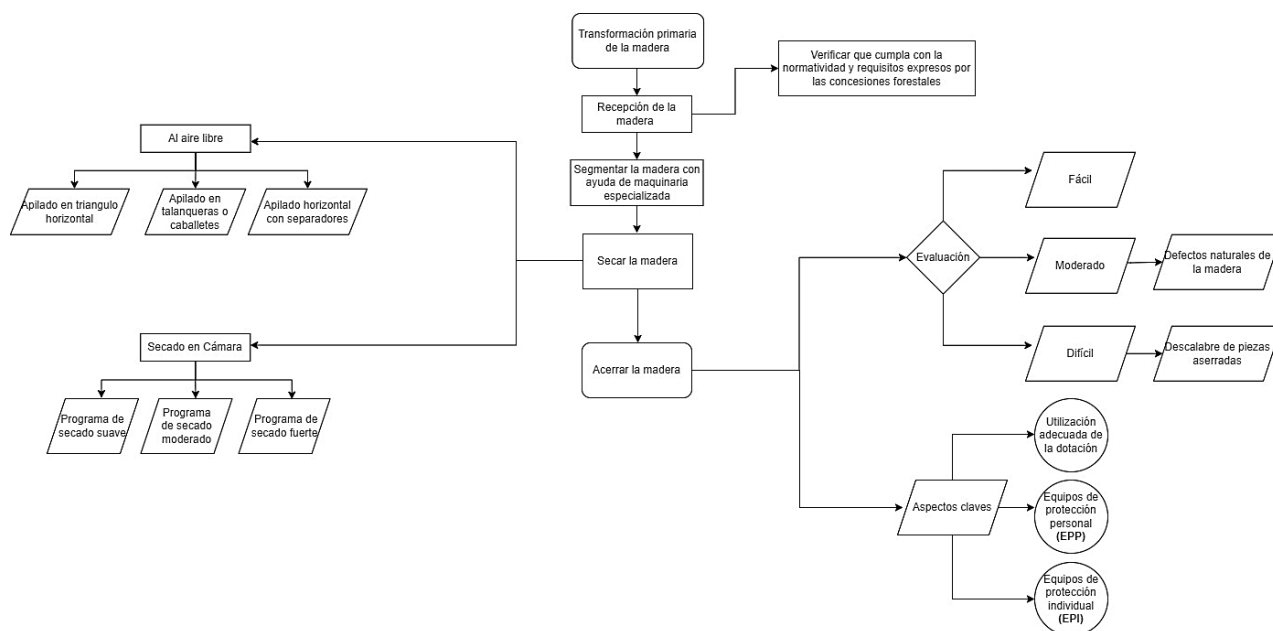 Transformación primaria
de la madera
Verificar que cumpla con la
normatividad y requisitos expresos por
las concesiones forestales
Recepción de la
madera
Al aire libre
Segmentar la madera con
ayuda de maquinaria
especializada
Apilado en triangulo
horizontal
Apilado en
talanqueras o
caballetes
Apilado horizontal
con separadores
Fácil
Secar la madera
Evaluación
Moderado
Defectos naturales de
la madera
Secado en Cámara
Acerrar la madera
Difícil
Descalabre de piezas
aserradas
Programa de
secado suave
Programa
de secado
moderado
Programa de
secado fuerte
Utilización
adecuada de
la dotación
Aspectos claves
Equipos de
protección
personal
(EPP)
Equipos de
protección
individual
(EPI)